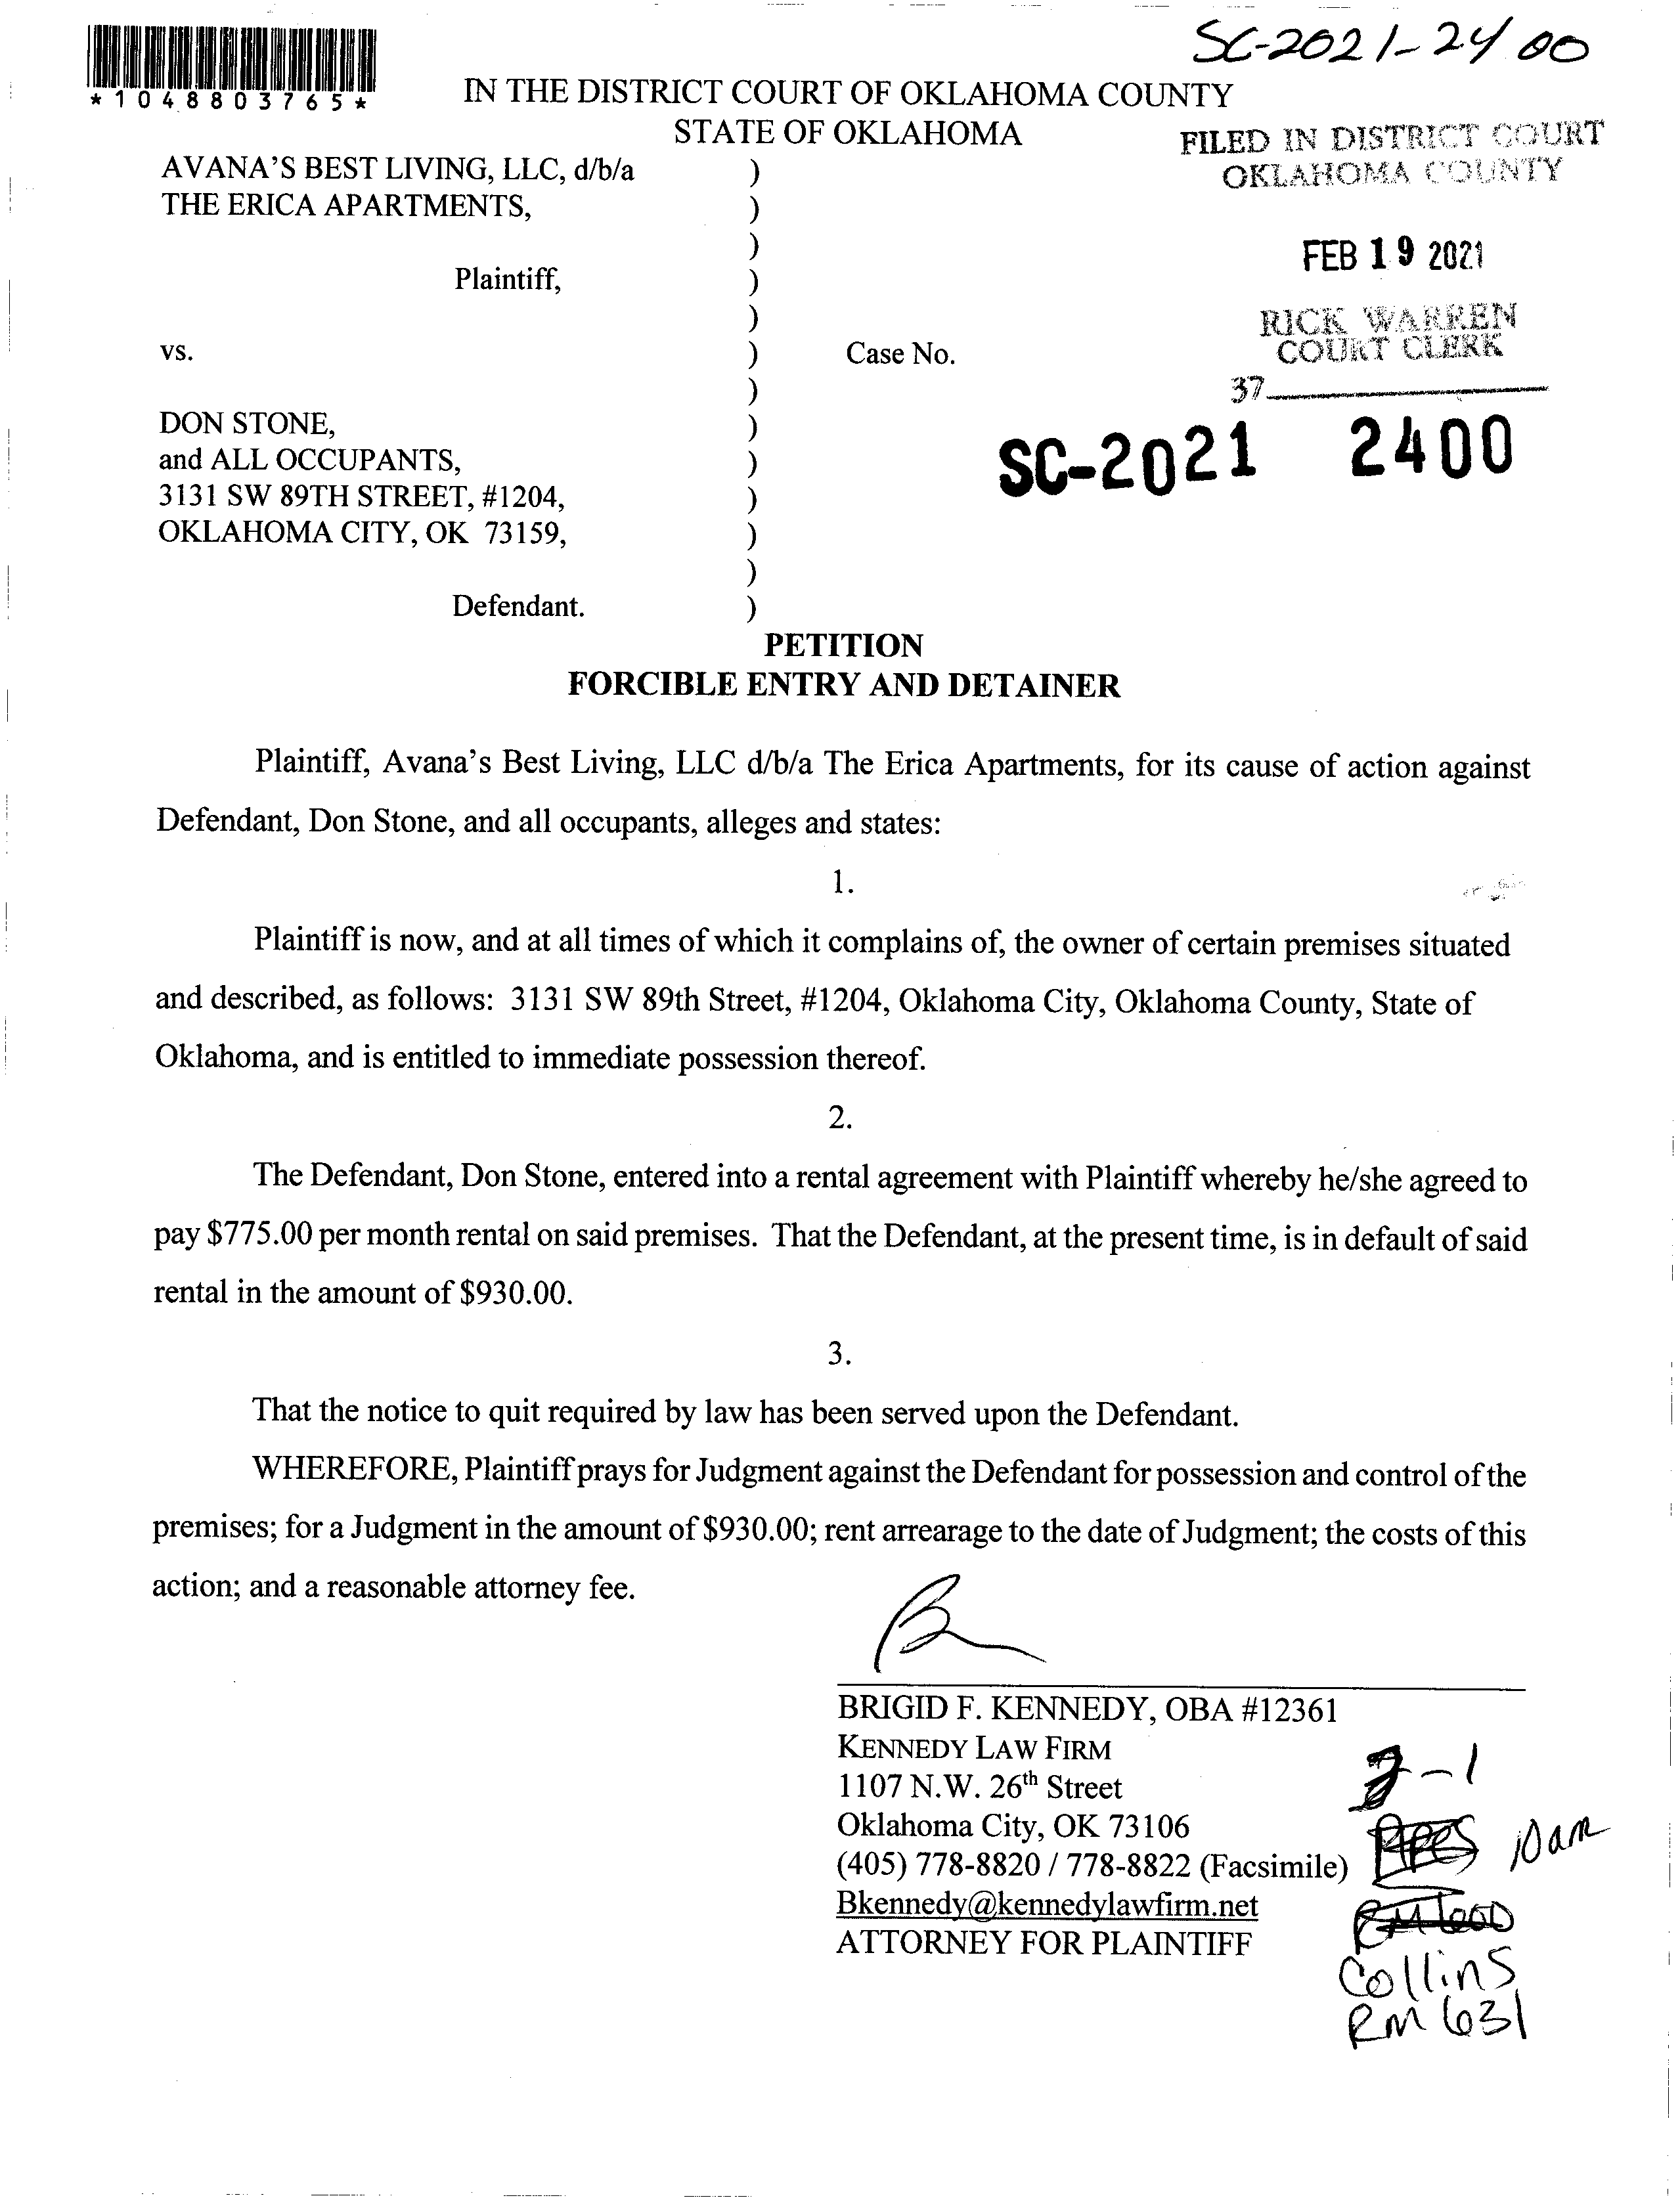 SC-2021-2400
*1048803765*
IN THE DISTRICT COURT OF OKLAHOMA COUNTY
STATE OF OKLAHOMA
FILED IN DISTRICT COURT
OKLAHOMA COUNTY
AVANA'S BEST LIVING, LLC, d/b/a )
THE ERICA APARTMENTS, )
)
FEB 19 2021
Plaintiff, )
)
RICK WARREN
COURT CLERK
vs. ) Case No.
)
37
DON STONE, )
SC-2021 2400
and ALL OCCUPANTS, )
3131 SW 89TH STREET, #1204, )
OKLAHOMA CITY, OK 73159, )
)
Defendant. )
PETITION
FORCIBLE ENTRY AND DETAINER
Plaintiff, Avana's Best Living, LLC d/b/a The Erica Apartments, for its cause of action against
Defendant, Don Stone, and all occupants, alleges and states:
1.
Plaintiff is now, and at all times of which it complains of, the owner of certain premises situated
and described, as follows: 3131 SW 89th Street, #1204, Oklahoma City, Oklahoma County, State of
Oklahoma, and is entitled to immediate possession thereof.
2.
The Defendant, Don Stone, entered into a rental agreement with Plaintiff whereby he/she agreed to
pay $775.00 per month rental on said premises. That the Defendant, at the present time, is in default of said
rental in the amount of $930.00.
3.
That the notice to quit required by law has been served upon the Defendant.
WHEREFORE, Plaintiff prays for Judgment against the Defendant for possession and control of the
premises; for a Judgment in the amount of $930.00; rent arrearage to the date of Judgment; the costs of this
action; and a reasonable attorney fee.
BRIGID F. KENNEDY, OBA #12361
KENNEDY LAW FIRM
1107 N.W. 26th Street
Oklahoma City, OK 73106
(405) 778-8820 / 778-8822 (Facsimile)
Bkennedy@kennedylawfirm.net
ATTORNEY FOR PLAINTIFF
10am
Collins
RM 631